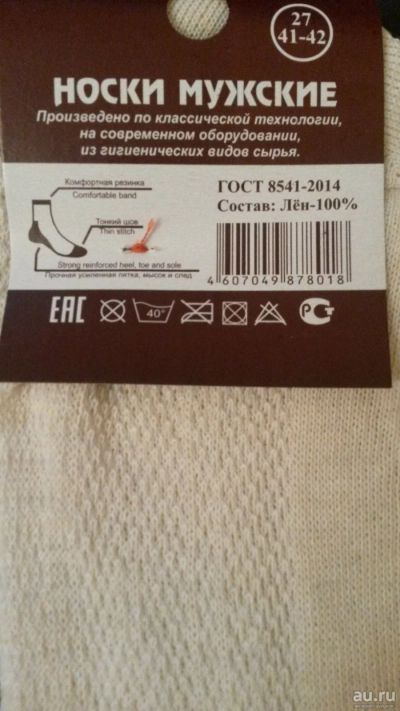 27
41-42
НОСКИ МУЖСКИЕ
Произведено по классической технологии,
на современном оборудовании,
из гигиенических видов сырья.
Комфортная резинка
Comfortable band
Тонкий шов
Thin stitch
Strong reinforced heel, toe and sole
Прочная усиленная пятка, мысок и след
ГОСТ 8541-2014
Состав: Лён-100%
4 607049 878018
ЕАС
40°
РСТ
au.ru